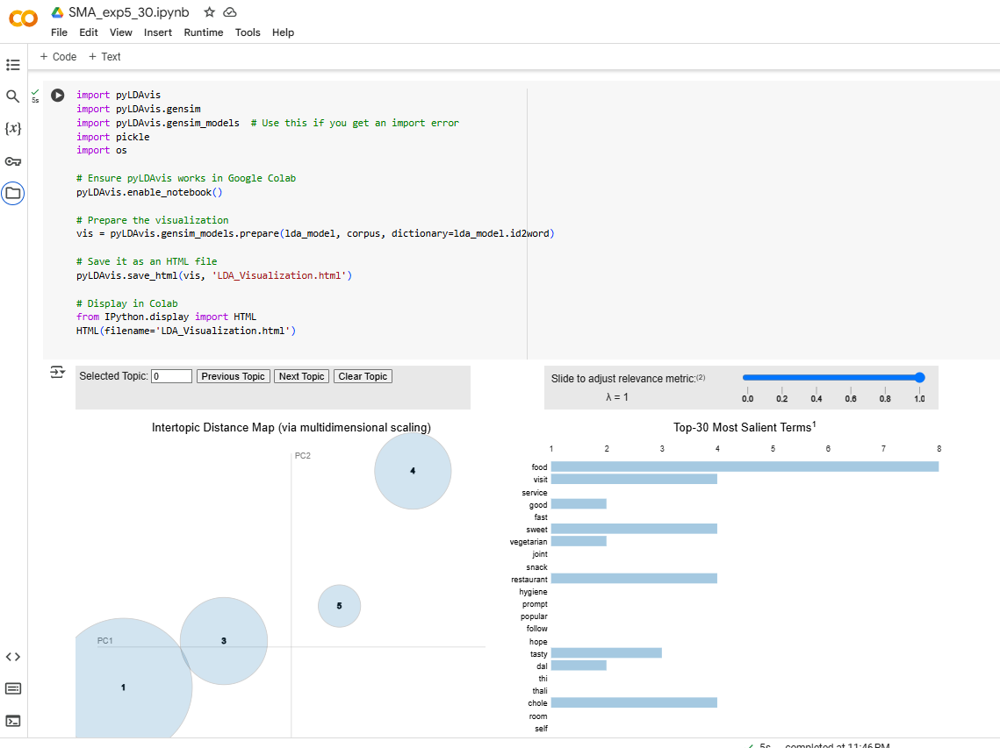 SMA_exp5_30.ipynb
File Edit View Insert Runtime Tools Help
+ Code + Text
5s
import pyLDAvis
import pyLDAvis.gensim
import pyLDAvis.gensim_models # Use this if you get an import error
import pickle
import os
# Ensure pyLDAvis works in Google Colab
pyLDAvis.enable_notebook()
# Prepare the visualization
vis = pyLDAvis.gensim_models.prepare(lda_model, corpus, dictionary=lda_model.id2word)
# Save it as an HTML file
pyLDAvis.save_html(vis, 'LDA_Visualization.html')
# Display in Colab
from IPython.display import HTML
HTML(filename='LDA_Visualization.html')
Selected Topic: 0 Previous Topic Next Topic Clear Topic
Slide to adjust relevance metric:(2)
λ = 1
0.0 0.2 0.4 0.6 0.8 1.0
Intertopic Distance Map (via multidimensional scaling)
PC2
4
5
3
PC1
1
Top-30 Most Salient Terms1
1 2 3 4 5 6 7 8
food
visit
service
good
fast
sweet
vegetarian
joint
snack
restaurant
hygiene
prompt
popular
follow
hope
tasty
dal
thi
thali
chole
room
self
5s completed at 11:46 PM